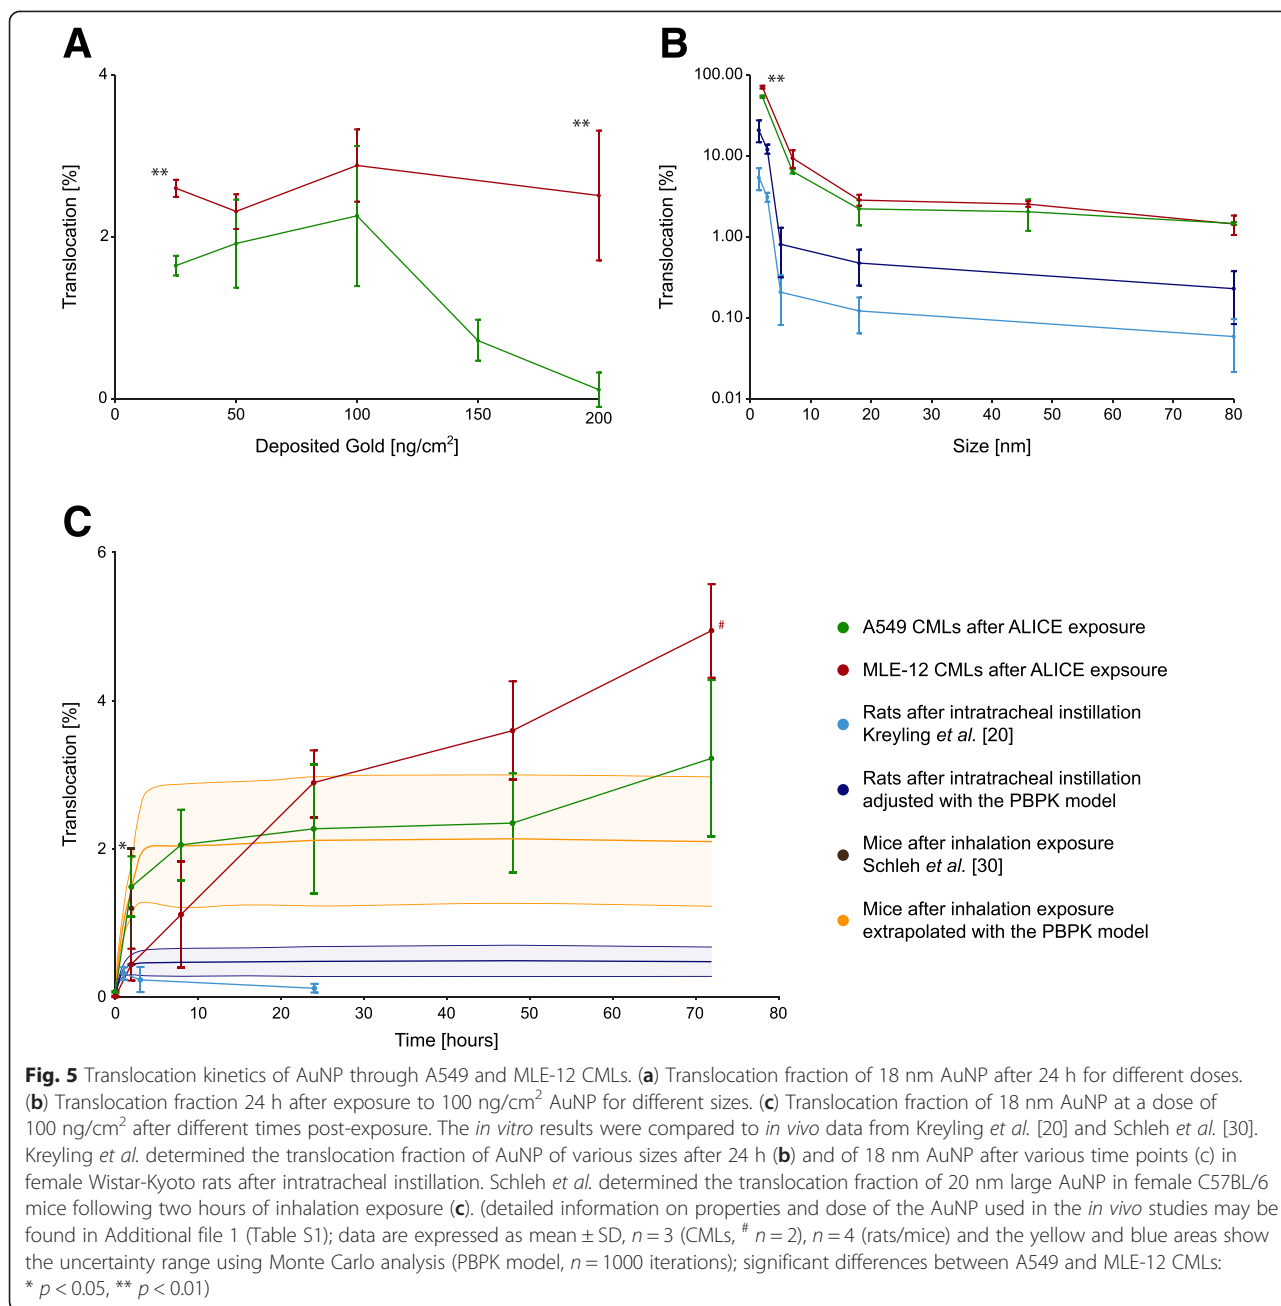 A
4
2
0
Translocation [%]
**
**
0
50
100
150
200
Deposited Gold [ng/cm²]
B
100.00
10.00
1.00
0.10
0.01
Translocation [%]
**
0
10
20
30
40
50
60
70
80
Size [nm]
C
6
4
2
0
Translocation [%]
*
#
0
10
20
30
40
50
60
70
80
Time [hours]
A549 CMLs after ALICE exposure
MLE-12 CMLs after ALICE expsoure
Rats after intratracheal instillation
Kreyling et al. [20]
Rats after intratracheal instillation
adjusted with the PBPK model
Mice after inhalation exposure
Schleh et al. [30]
Mice after inhalation exposure
extrapolated with the PBPK model
Fig. 5 Translocation kinetics of AuNP through A549 and MLE-12 CMLs. (a) Translocation fraction of 18 nm AuNP after 24 h for different doses.
(b) Translocation fraction 24 h after exposure to 100 ng/cm² AuNP for different sizes. (c) Translocation fraction of 18 nm AuNP at a dose of
100 ng/cm² after different times post-exposure. The in vitro results were compared to in vivo data from Kreyling et al. [20] and Schleh et al. [30].
Kreyling et al. determined the translocation fraction of AuNP of various sizes after 24 h (b) and of 18 nm AuNP after various time points (c) in
female Wistar-Kyoto rats after intratracheal instillation. Schleh et al. determined the translocation fraction of 20 nm large AuNP in female C57BL/6
mice following two hours of inhalation exposure (c). (detailed information on properties and dose of the AuNP used in the in vivo studies may be
found in Additional file 1 (Table S1); data are expressed as mean ± SD, n = 3 (CMLs, # n = 2), n = 4 (rats/mice) and the yellow and blue areas show
the uncertainty range using Monte Carlo analysis (PBPK model, n = 1000 iterations); significant differences between A549 and MLE-12 CMLs:
* p < 0.05, ** p < 0.01)